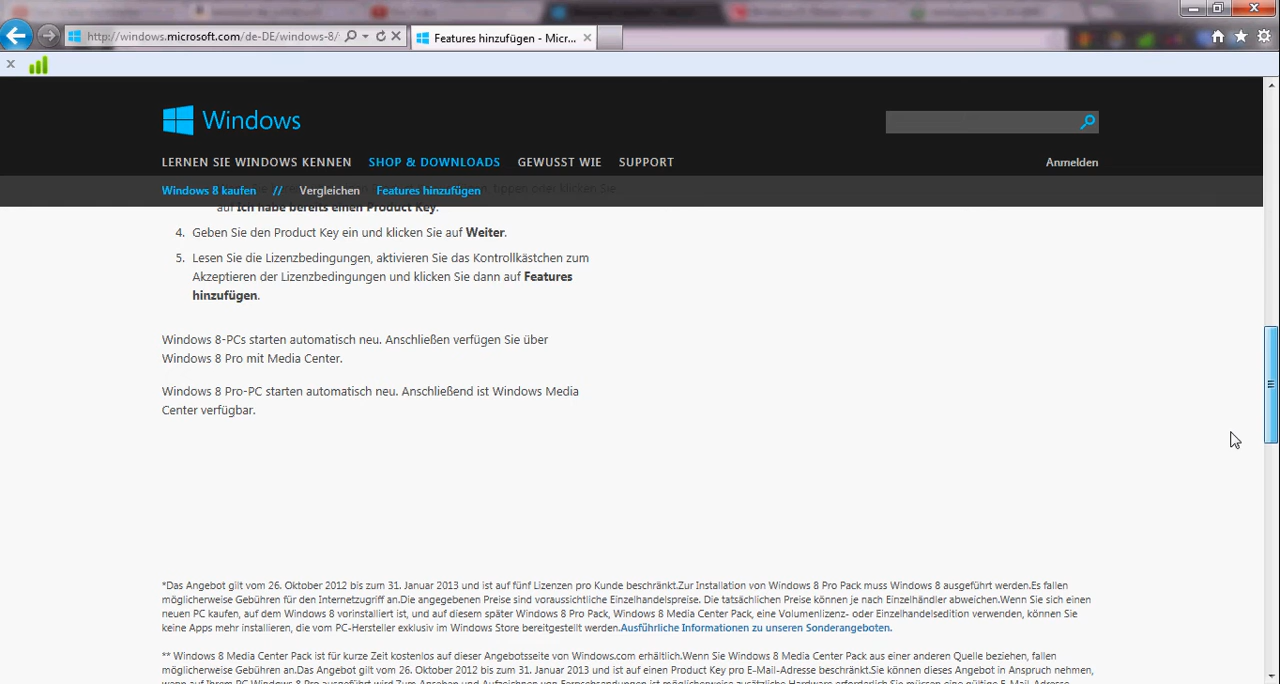 http://windows.microsoft.com/de-DE/windows-8/
Features hinzufügen - Micr...
Windows
LERNEN SIE WINDOWS KENNEN SHOP & DOWNLOADS GEWUSST WIE SUPPORT Anmelden
Windows 8 kaufen // Vergleichen Features hinzufügen
tippen oder klicken Sie
auf Ich habe bereits einen Product Key.
4. Geben Sie den Product Key ein und klicken Sie auf Weiter.
5. Lesen Sie die Lizenzbedingungen, aktivieren Sie das Kontrollkästchen zum
Akzeptieren der Lizenzbedingungen und klicken Sie dann auf Features
hinzufügen.
Windows 8-PCs starten automatisch neu. Anschließen verfügen Sie über
Windows 8 Pro mit Media Center.
Windows 8 Pro-PC starten automatisch neu. Anschließend ist Windows Media
Center verfügbar.
*Das Angebot gilt vom 26. Oktober 2012 bis zum 31. Januar 2013 und ist auf fünf Lizenzen pro Kunde beschränkt.Zur Installation von Windows 8 Pro Pack muss Windows 8 ausgeführt werden.Es fallen
möglicherweise Gebühren für den Internetzugriff an.Die angegebenen Preise sind voraussichtliche Einzelhandelspreise. Die tatsächlichen Preise können je nach Einzelhändler abweichen.Wenn Sie sich einen
neuen PC kaufen, auf dem Windows 8 vorinstalliert ist, und auf diesem später Windows 8 Pro Pack, Windows 8 Media Center Pack, eine Volumenlizenz- oder Einzelhandelsedition verwenden, können Sie
keine Apps mehr installieren, die vom PC-Hersteller exklusiv im Windows Store bereitgestellt werden.Ausführliche Informationen zu unseren Sonderangeboten.
** Windows 8 Media Center Pack ist für kurze Zeit kostenlos auf dieser Angebotsseite von Windows.com erhältlich.Wenn Sie Windows 8 Media Center Pack aus einer anderen Quelle beziehen, fallen
möglicherweise Gebühren an.Das Angebot gilt vom 26. Oktober 2012 bis zum 31. Januar 2013 und ist auf einen Product Key pro E-Mail-Adresse beschränkt.Sie können dieses Angebot in Anspruch nehmen,